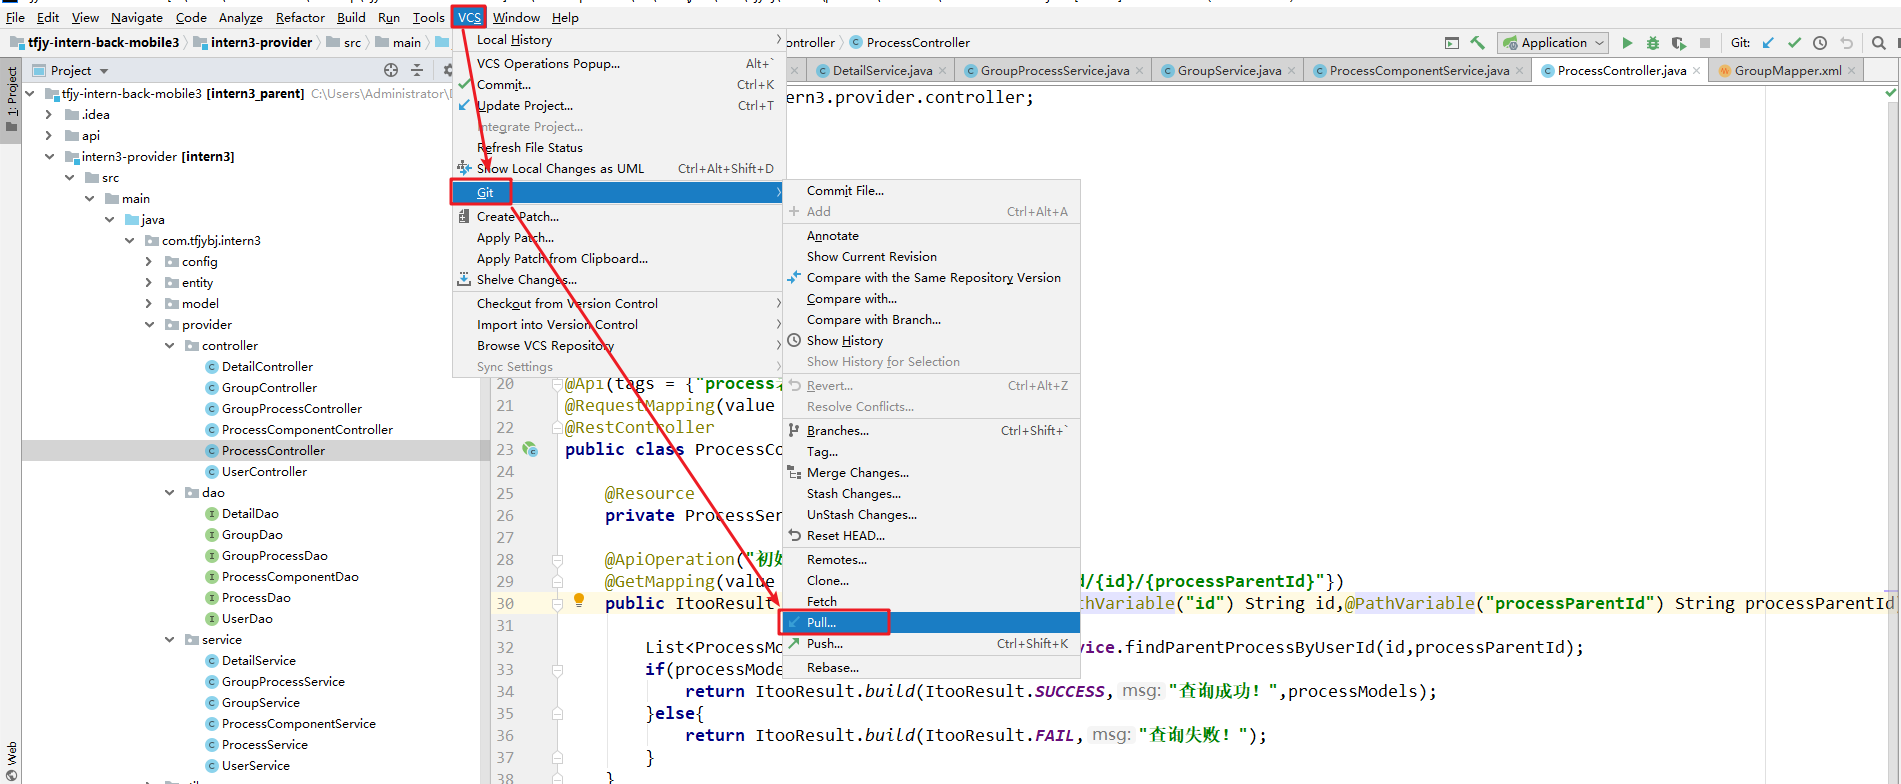 File Edit View Navigate Code Analyze Refactor Build Run Tools VCS Window Help
tfjy-intern-back-mobile3 intern3-provider src main
ontroller ProcessController
Application
Git:
1: Project
Web
Project
tfjy-intern-back-mobile3 [intern3_parent] C:\Users\Administrator\
.idea
api
intern3-provider [intern3]
src
main
java
com.tfjybj.intern3
config
entity
model
provider
controller
DetailController
GroupController
GroupProcessController
ProcessComponentController
ProcessController
UserController
dao
DetailDao
GroupDao
GroupProcessDao
ProcessComponentDao
ProcessDao
UserDao
service
DetailService
GroupProcessService
GroupService
ProcessComponentService
ProcessService
UserService
Local History
VCS Operations Popup... Alt+`
Commit... Ctrl+K
Update Project... Ctrl+T
Integrate Project...
Refresh File Status
Show Local Changes as UML Ctrl+Alt+Shift+D
Git
Create Patch...
Apply Patch...
Apply Patch from Clipboard...
Shelve Changes...
Checkout from Version Control
Import into Version Control
Browse VCS Repository
Sync Settings
Commit File...
Add Ctrl+Alt+A
Annotate
Show Current Revision
Compare with the Same Repository Version
Compare with...
Compare with Branch...
Show History
Show History for Selection
Revert... Ctrl+Alt+Z
Resolve Conflicts...
Branches... Ctrl+Shift+`
Tag...
Merge Changes...
Stash Changes...
UnStash Changes...
Reset HEAD...
Remotes...
Clone...
Fetch
Pull...
Push... Ctrl+Shift+K
Rebase...
DetailService.java GroupProcessService.java GroupService.java ProcessComponentService.java ProcessController.java GroupMapper.xml
tern3.provider.controller;
20 @Api(tags = {"process
21 @RequestMapping(value
22 @RestController
23 public class ProcessCo
24
25 @Resource
26 private ProcessSer
27
28 @ApiOperation("初始
29 @GetMapping(value d/{id}/{processParentId}"})
30 public ItooResult thVariable("id") String id,@PathVariable("processParentId") String processParentId
31
32 List<ProcessMo vice.findParentProcessByUserId(id,processParentId);
33 if(processMode
34 return ItooResult.build(ItooResult.SUCCESS, msg: "查询成功！",processModels);
35 }else{
36 return ItooResult.build(ItooResult.FAIL, msg: "查询失败！");
37 }
38 }